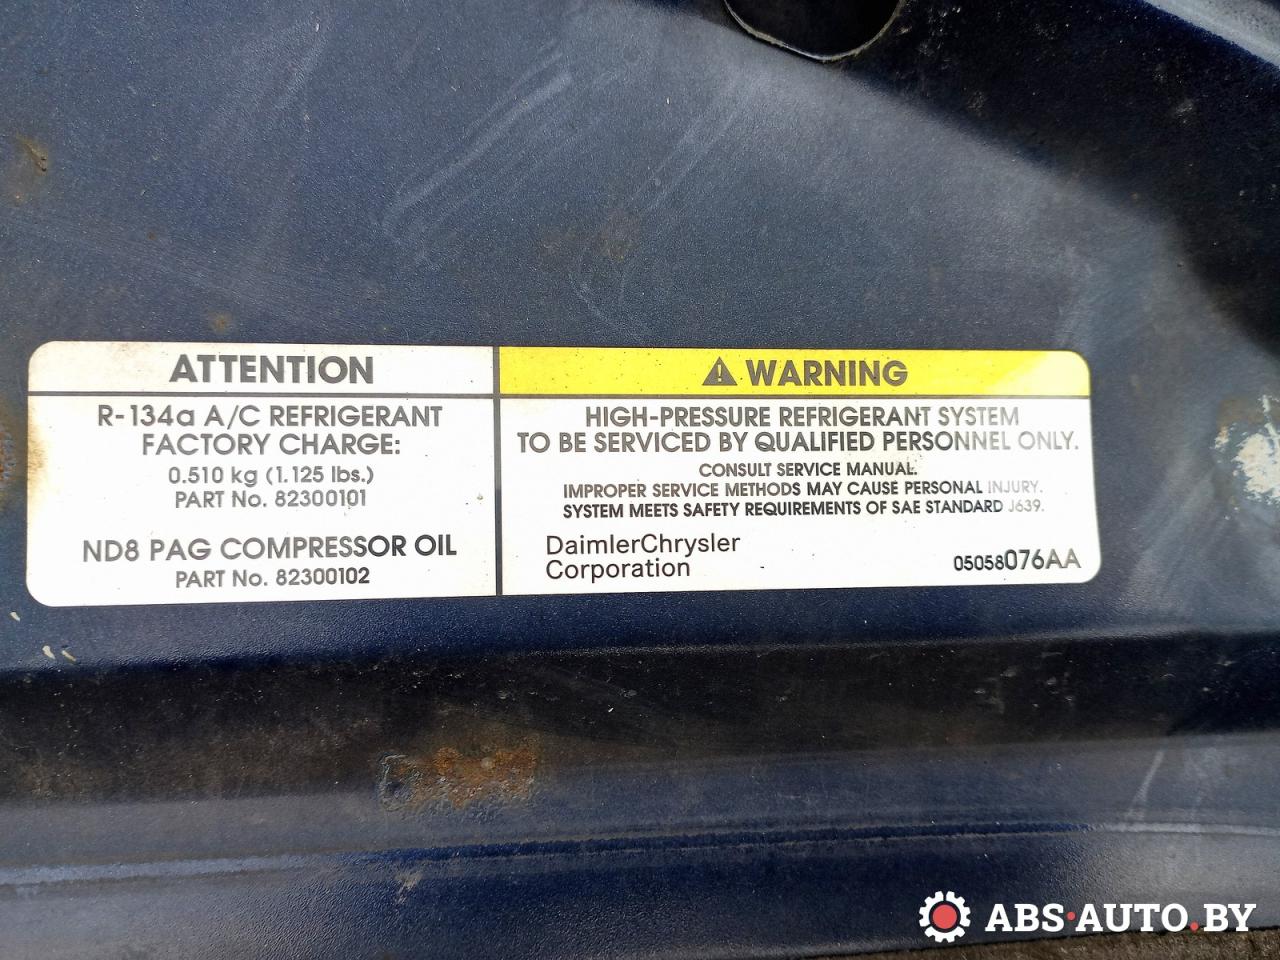 ATTENTION
R-134a A/C REFRIGERANT
FACTORY CHARGE:
0.510 kg (1.125 lbs.)
PART No. 82300101
ND8 PAG COMPRESSOR OIL
PART No. 82300102
WARNING
HIGH-PRESSURE REFRIGERANT SYSTEM
TO BE SERVICED BY QUALIFIED PERSONNEL ONLY.
CONSULT SERVICE MANUAL.
IMPROPER SERVICE METHODS MAY CAUSE PERSONAL INJURY.
SYSTEM MEETS SAFETY REQUIREMENTS OF SAE STANDARD J639.
DaimlerChrysler
Corporation
05058076AA
ABS·AUTO.BY